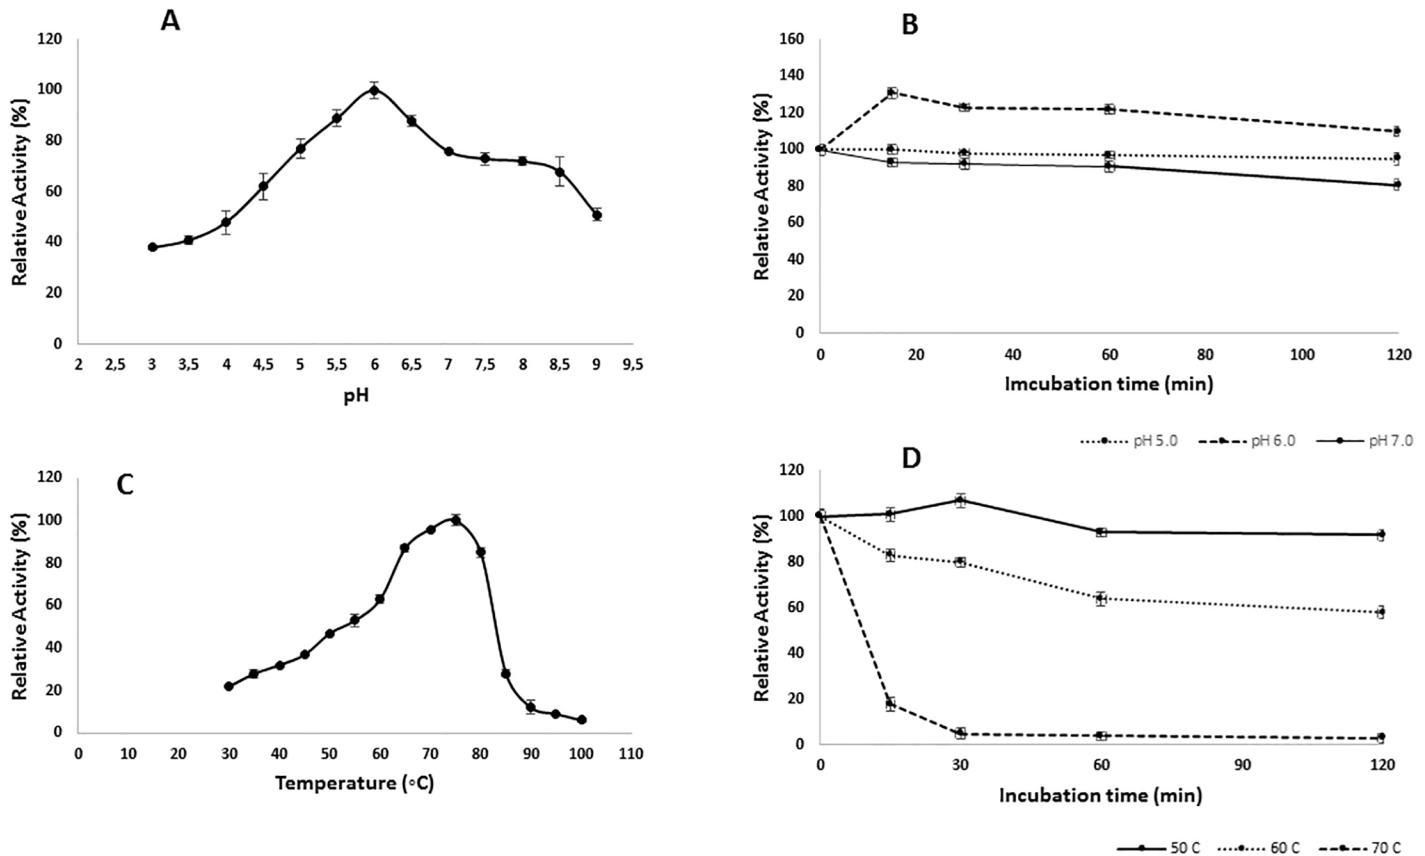 A
Relative Activity (%)
120
100
80
60
40
20
0
2 2,5 3 3,5 4 4,5 5 5,5 6 6,5 7 7,5 8 8,5 9 9,5
pH
B
Relative Activity (%)
160
140
120
100
80
60
40
20
0
0 20 40 60 80 100 120
Imcubation time (min)
pH 5.0 pH 6.0 pH 7.0
C
Relative Activity (%)
120
100
80
60
40
20
0
0 10 20 30 40 50 60 70 80 90 100 110
Temperature (◦C)
D
Relative Activity (%)
120
100
80
60
40
20
0
0 30 60 90 120
Incubation time (min)
50 C 60 C 70 C